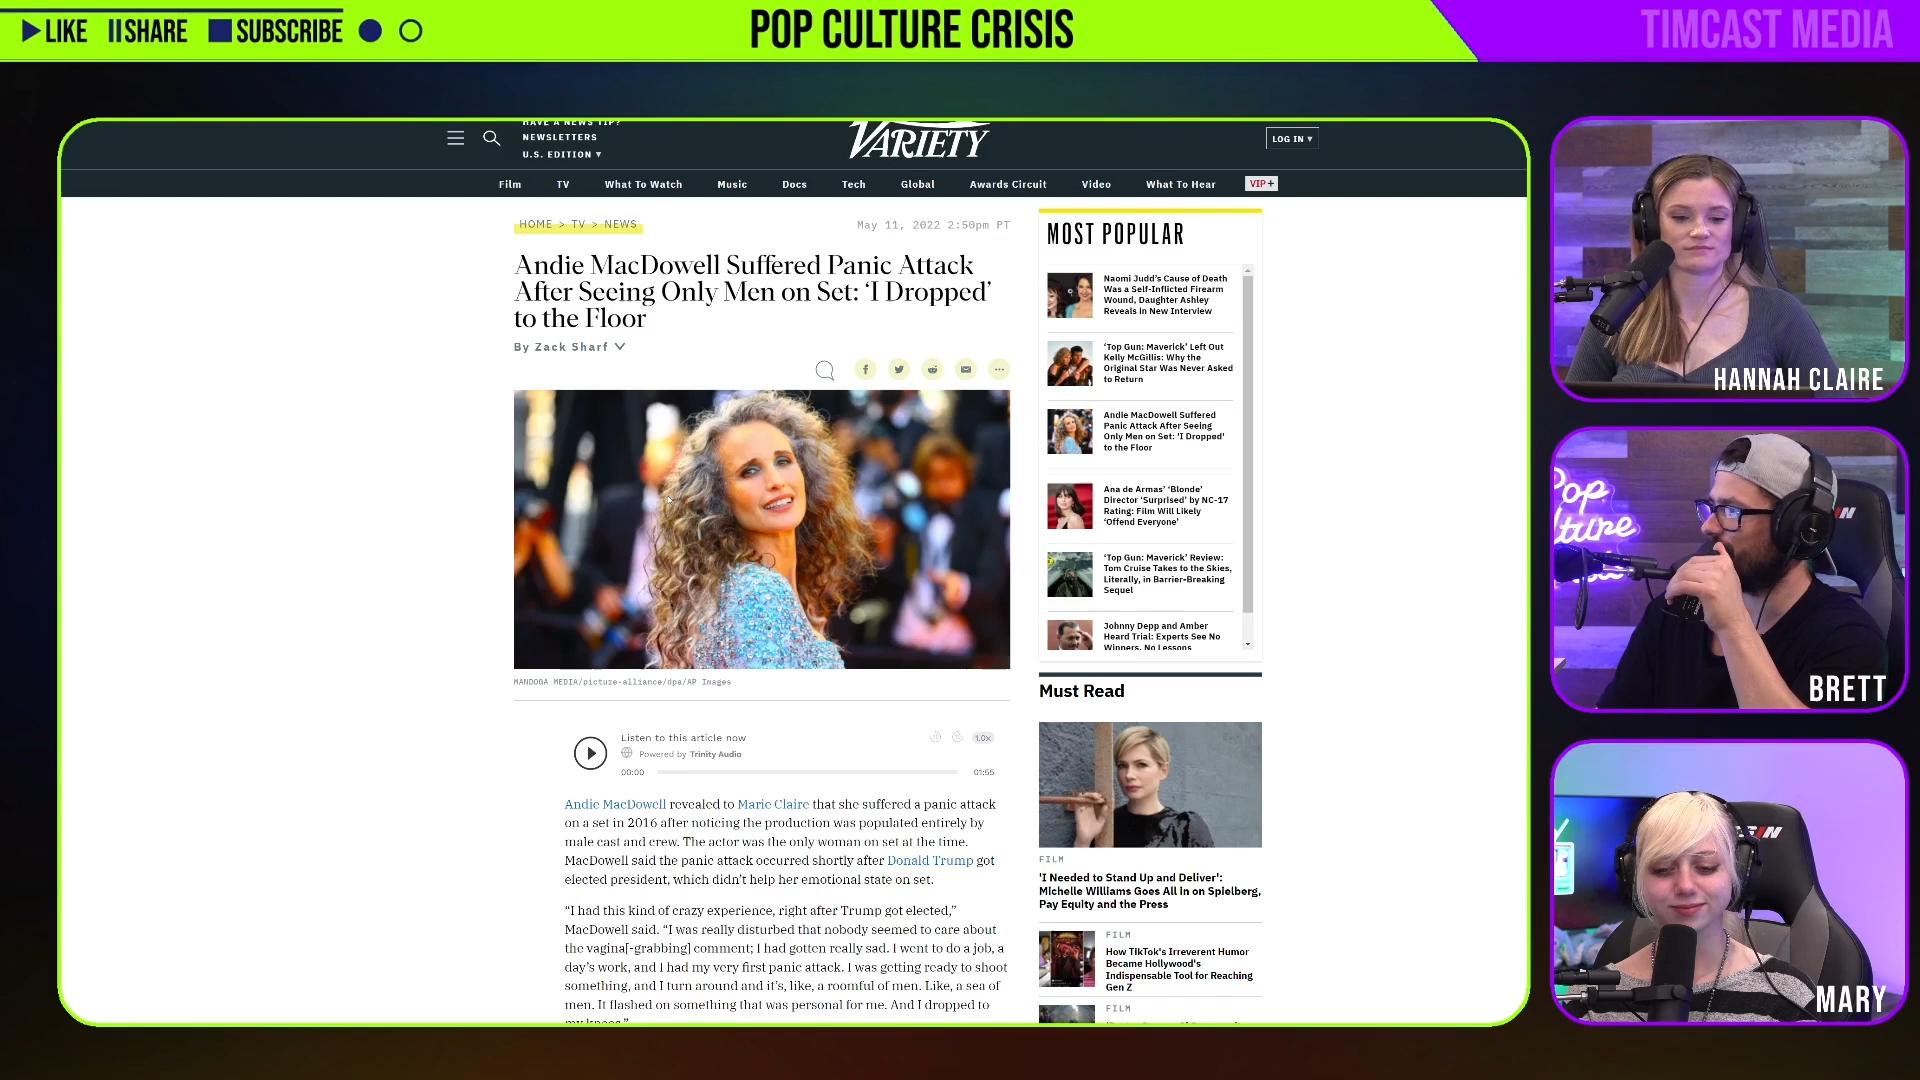 LIKE SHARE SUBSCRIBE
POP CULTURE CRISIS
TIMCAST MEDIA
HAVE A NEWS TIP?
NEWSLETTERS
U.S. EDITION ▾
VARIETY
LOG IN ▾
Film TV What To Watch Music Docs Tech Global Awards Circuit Video What To Hear VIP+
HOME > TV > NEWS
May 11, 2022 2:50pm PT
Andie MacDowell Suffered Panic Attack
After Seeing Only Men on Set: ‘I Dropped’
to the Floor
By Zack Sharf
MANDOGA MEDIA/picture-alliance/dpa/AP Images
Listen to this article now
Powered by Trinity Audio
1.0x
00:00
01:55
Andie MacDowell revealed to Marie Claire that she suffered a panic attack
on a set in 2016 after noticing the production was populated entirely by
male cast and crew. The actor was the only woman on set at the time.
MacDowell said the panic attack occurred shortly after Donald Trump got
elected president, which didn’t help her emotional state on set.
“I had this kind of crazy experience, right after Trump got elected,”
MacDowell said. “I was really disturbed that nobody seemed to care about
the vagina[-grabbing] comment; I had gotten really sad. I went to do a job, a
day’s work, and I had my very first panic attack. I was getting ready to shoot
something, and I turn around and it’s, like, a roomful of men. Like, a sea of
men. It flashed on something that was personal for me. And I dropped to
my knees.”
MOST POPULAR
Naomi Judd’s Cause of Death
Was a Self-Inflicted Firearm
Wound, Daughter Ashley
Reveals in New Interview
‘Top Gun: Maverick’ Left Out
Kelly McGillis: Why the
Original Star Was Never Asked
to Return
Andie MacDowell Suffered
Panic Attack After Seeing
Only Men on Set: ‘I Dropped’
to the Floor
Ana de Armas’ ‘Blonde’
Director ‘Surprised’ by NC-17
Rating: Film Will Likely
‘Offend Everyone’
‘Top Gun: Maverick’ Review:
Tom Cruise Takes to the Skies,
Literally, in Barrier-Breaking
Sequel
Johnny Depp and Amber
Heard Trial: Experts See No
Winners, No Lessons
Must Read
FILM
'I Needed to Stand Up and Deliver':
Michelle Williams Goes All in on Spielberg,
Pay Equity and the Press
FILM
How TikTok's Irreverent Humor
Became Hollywood's
Indispensable Tool for Reaching
Gen Z
FILM
HANNAH CLAIRE
Pop
BRETT
MARY